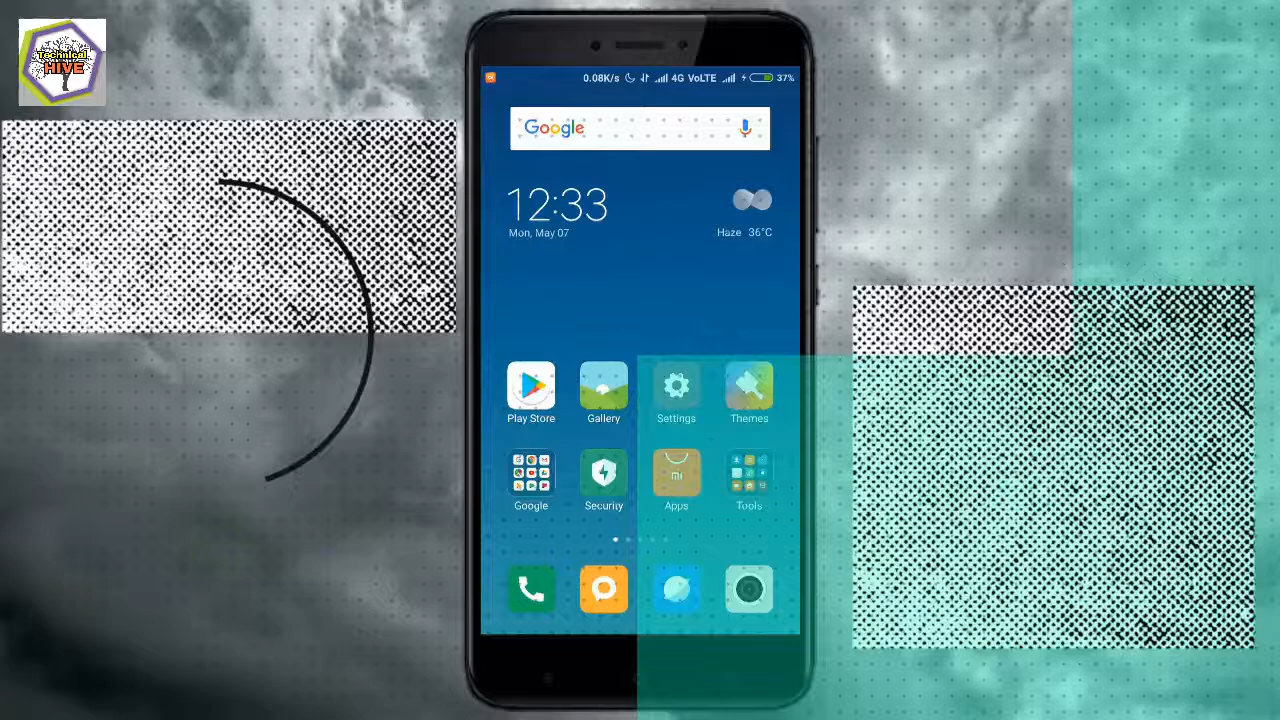 Technical
HIVE
0.08K/s 4G VoLTE 37%
Google
12:33
Mon, May 07
Haze 36°C
Play Store Gallery Settings Themes
mi
Google Security Apps Tools